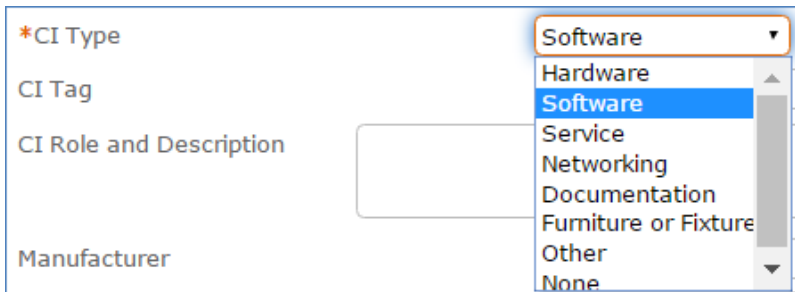 *CI Type
Software
Hardware
CI Tag
Software
CI Role and Description
Service
Networking
Documentation
Furniture or Fixture
Other
Manufacturer
None